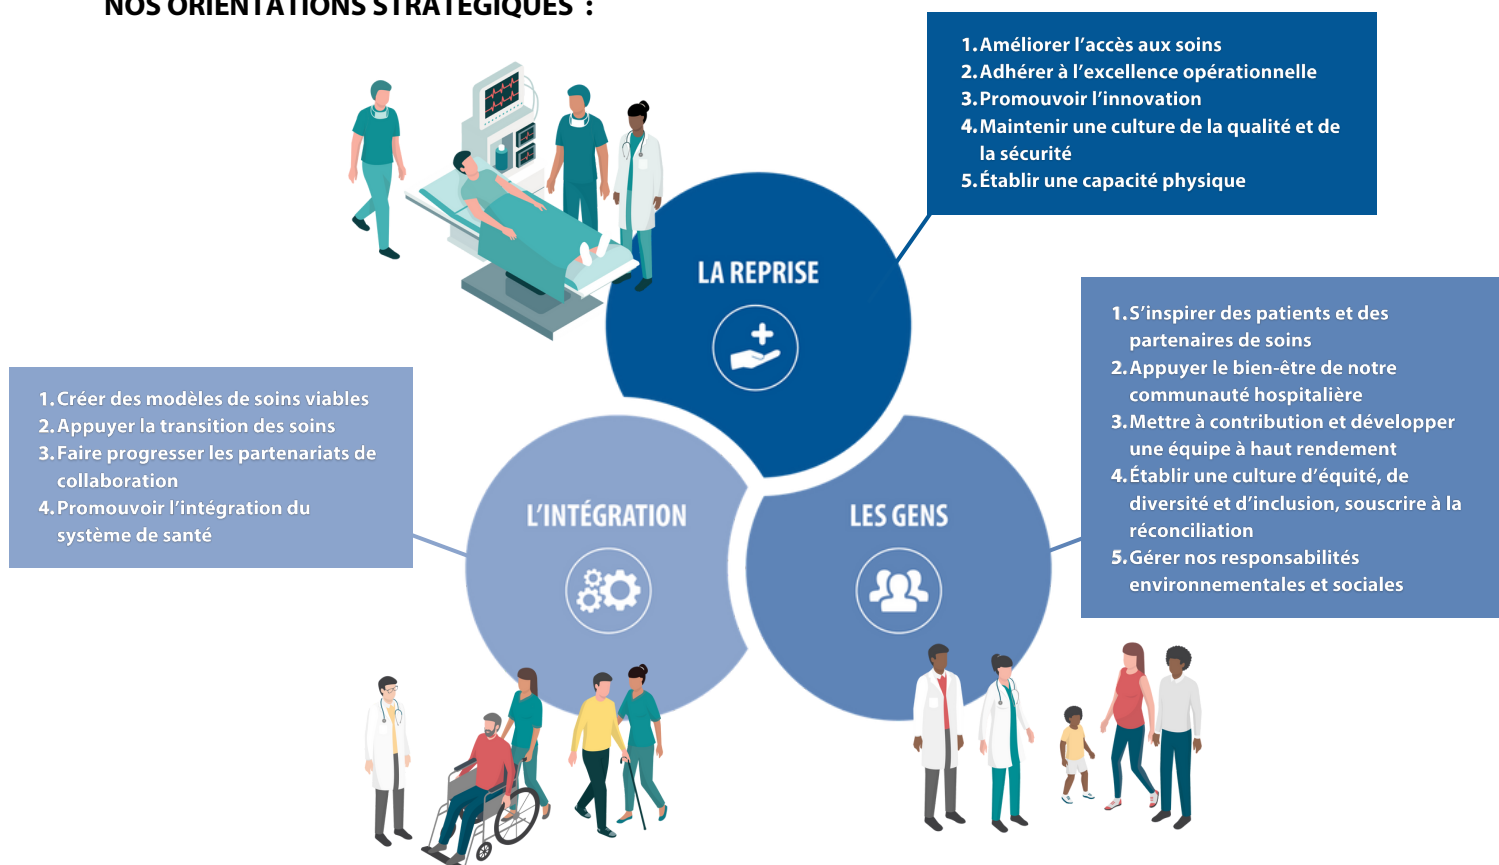 NOS ORIENTATIONS STRATÉGIQUES :
1. Améliorer l’accès aux soins
2. Adhérer à l’excellence opérationnelle
3. Promouvoir l’innovation
4. Maintenir une culture de la qualité et de
la sécurité
5. Établir une capacité physique
LA REPRISE
1. S’inspirer des patients et des
partenaires de soins
2. Appuyer le bien-être de notre
communauté hospitalière
3. Mettre à contribution et développer
une équipe à haut rendement
4. Établir une culture d’équité, de
diversité et d’inclusion, souscrire à la
réconciliation
5. Gérer nos responsabilités
environnementales et sociales
1. Créer des modèles de soins viables
2. Appuyer la transition des soins
3. Faire progresser les partenariats de
collaboration
4. Promouvoir l’intégration du
système de santé
L’INTÉGRATION
LES GENS